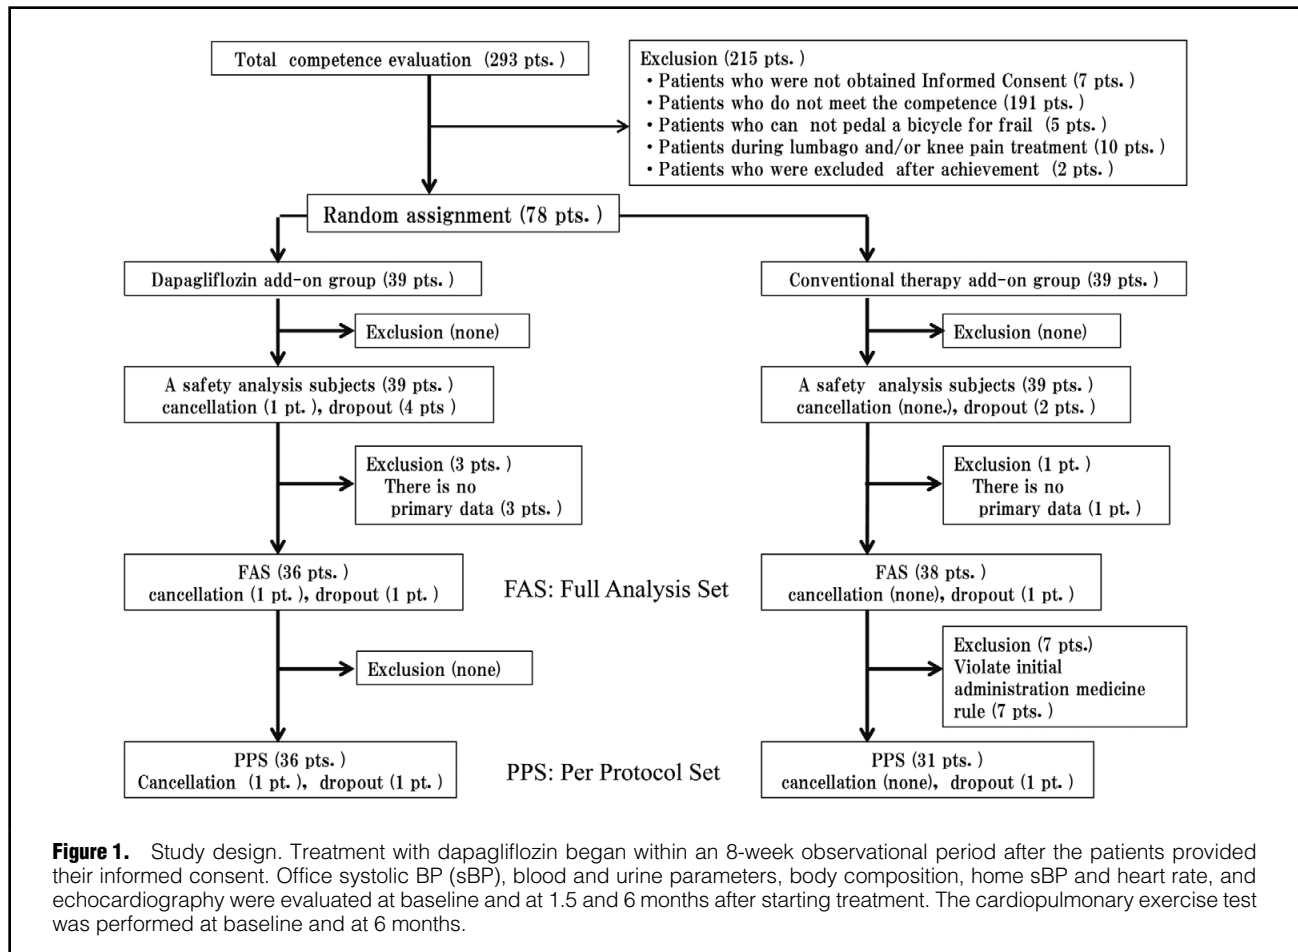 Total competence evaluation (293 pts. )
Exclusion (215 pts. )
・Patients who were not obtained Informed Consent (7 pts. )
・Patients who do not meet the competence (191 pts. )
・Patients who can not pedal a bicycle for frail (5 pts. )
・Patients during lumbago and/or knee pain treatment (10 pts. )
・Patients who were excluded after achievement (2 pts. )
Random assignment (78 pts. )
Dapagliflozin add-on group (39 pts. )
Conventional therapy add-on group (39 pts. )
Exclusion (none)
Exclusion (none)
A safety analysis subjects (39 pts. )
cancellation (1 pt. ), dropout (4 pts )
A safety analysis subjects (39 pts. )
cancellation (none.), dropout (2 pts. )
Exclusion (3 pts. )
There is no
primary data (3 pts. )
Exclusion (1 pt. )
There is no
primary data (1 pt. )
FAS (36 pts. )
cancellation (1 pt. ), dropout (1 pt. )
FAS: Full Analysis Set
FAS (38 pts. )
cancellation (none), dropout (1 pt. )
Exclusion (none)
Exclusion (7 pts.)
Violate initial
administration medicine
rule (7 pts. )
PPS (36 pts. )
Cancellation (1 pt. ), dropout (1 pt. )
PPS: Per Protocol Set
PPS (31 pts. )
cancellation (none), dropout (1 pt. )
Figure 1. Study design. Treatment with dapagliflozin began within an 8-week observational period after the patients provided
their informed consent. Office systolic BP (sBP), blood and urine parameters, body composition, home sBP and heart rate, and
echocardiography were evaluated at baseline and at 1.5 and 6 months after starting treatment. The cardiopulmonary exercise test
was performed at baseline and at 6 months.